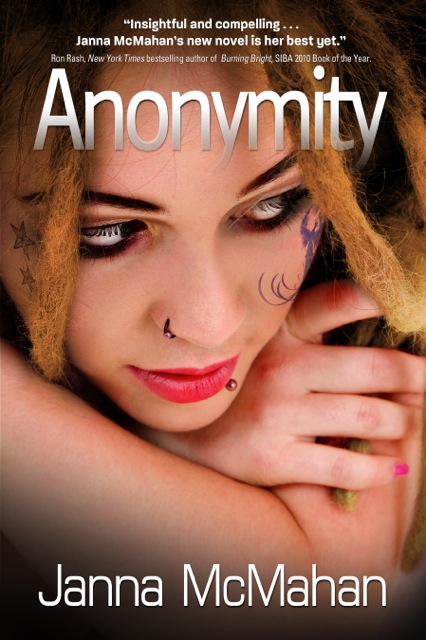 “Insightful and compelling . . .
Janna McMahan’s new novel is her best yet.”
Ron Rash, New York Times bestselling author of Burning Bright, SIBA 2010 Book of the Year.
Anonymity
Janna McMahan